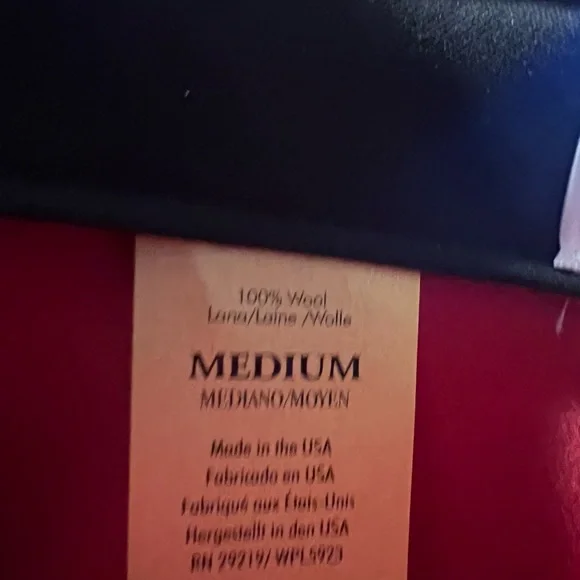 100% Wool
Lana/Laine /Wolle
MEDIUM
MEDIANO/MOYEN
Made in the USA
Fabricado en USA
Fabriqué aux États-Unis
Hergestellt in den USA
RN 29219/ WPL5923